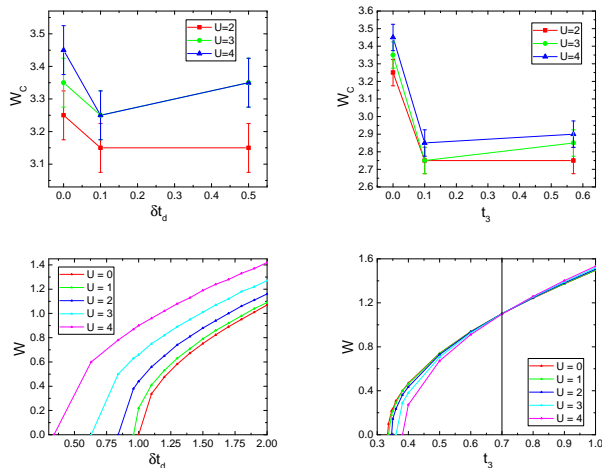 3.5
3.4
3.3
3.2
3.1
W_C
U=2
U=3
U=4
0.0 0.1 0.2 0.3 0.4 0.5
δt_d
3.6
3.5
3.4
3.3
3.2
3.1
3.0
2.9
2.8
2.7
2.6
W_C
U=2
U=3
U=4
0.0 0.1 0.2 0.3 0.4 0.5 0.6
t_3
1.4
1.2
1.0
0.8
0.6
0.4
0.2
0.0
W
U = 0
U = 1
U = 2
U = 3
U = 4
0.50 0.75 1.00 1.25 1.50 1.75 2.00
δt_d
1.6
1.2
0.8
0.4
0.0
W
U = 0
U = 1
U = 2
U = 3
U = 4
0.3 0.4 0.5 0.6 0.7 0.8 0.9 1.0
t_3